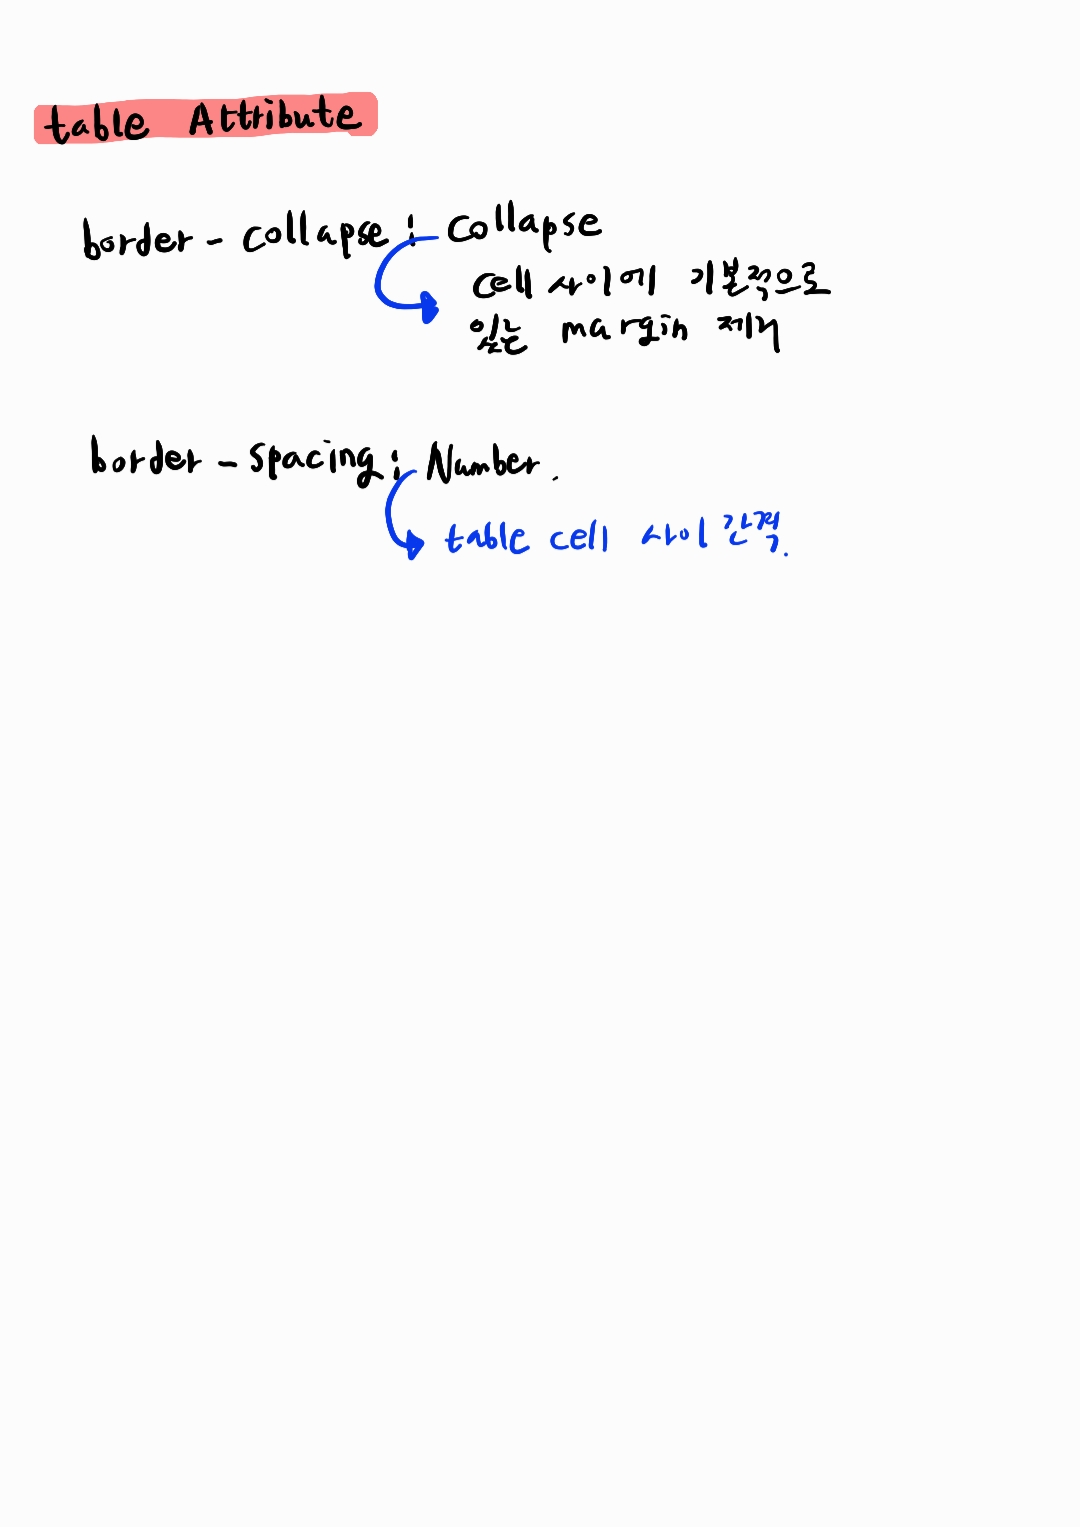 table Attribute
border-collapse: collapse
cell 사이에 기본적으로
있는 margin 제거
border-spacing: Number.
table cell 사이 간격.